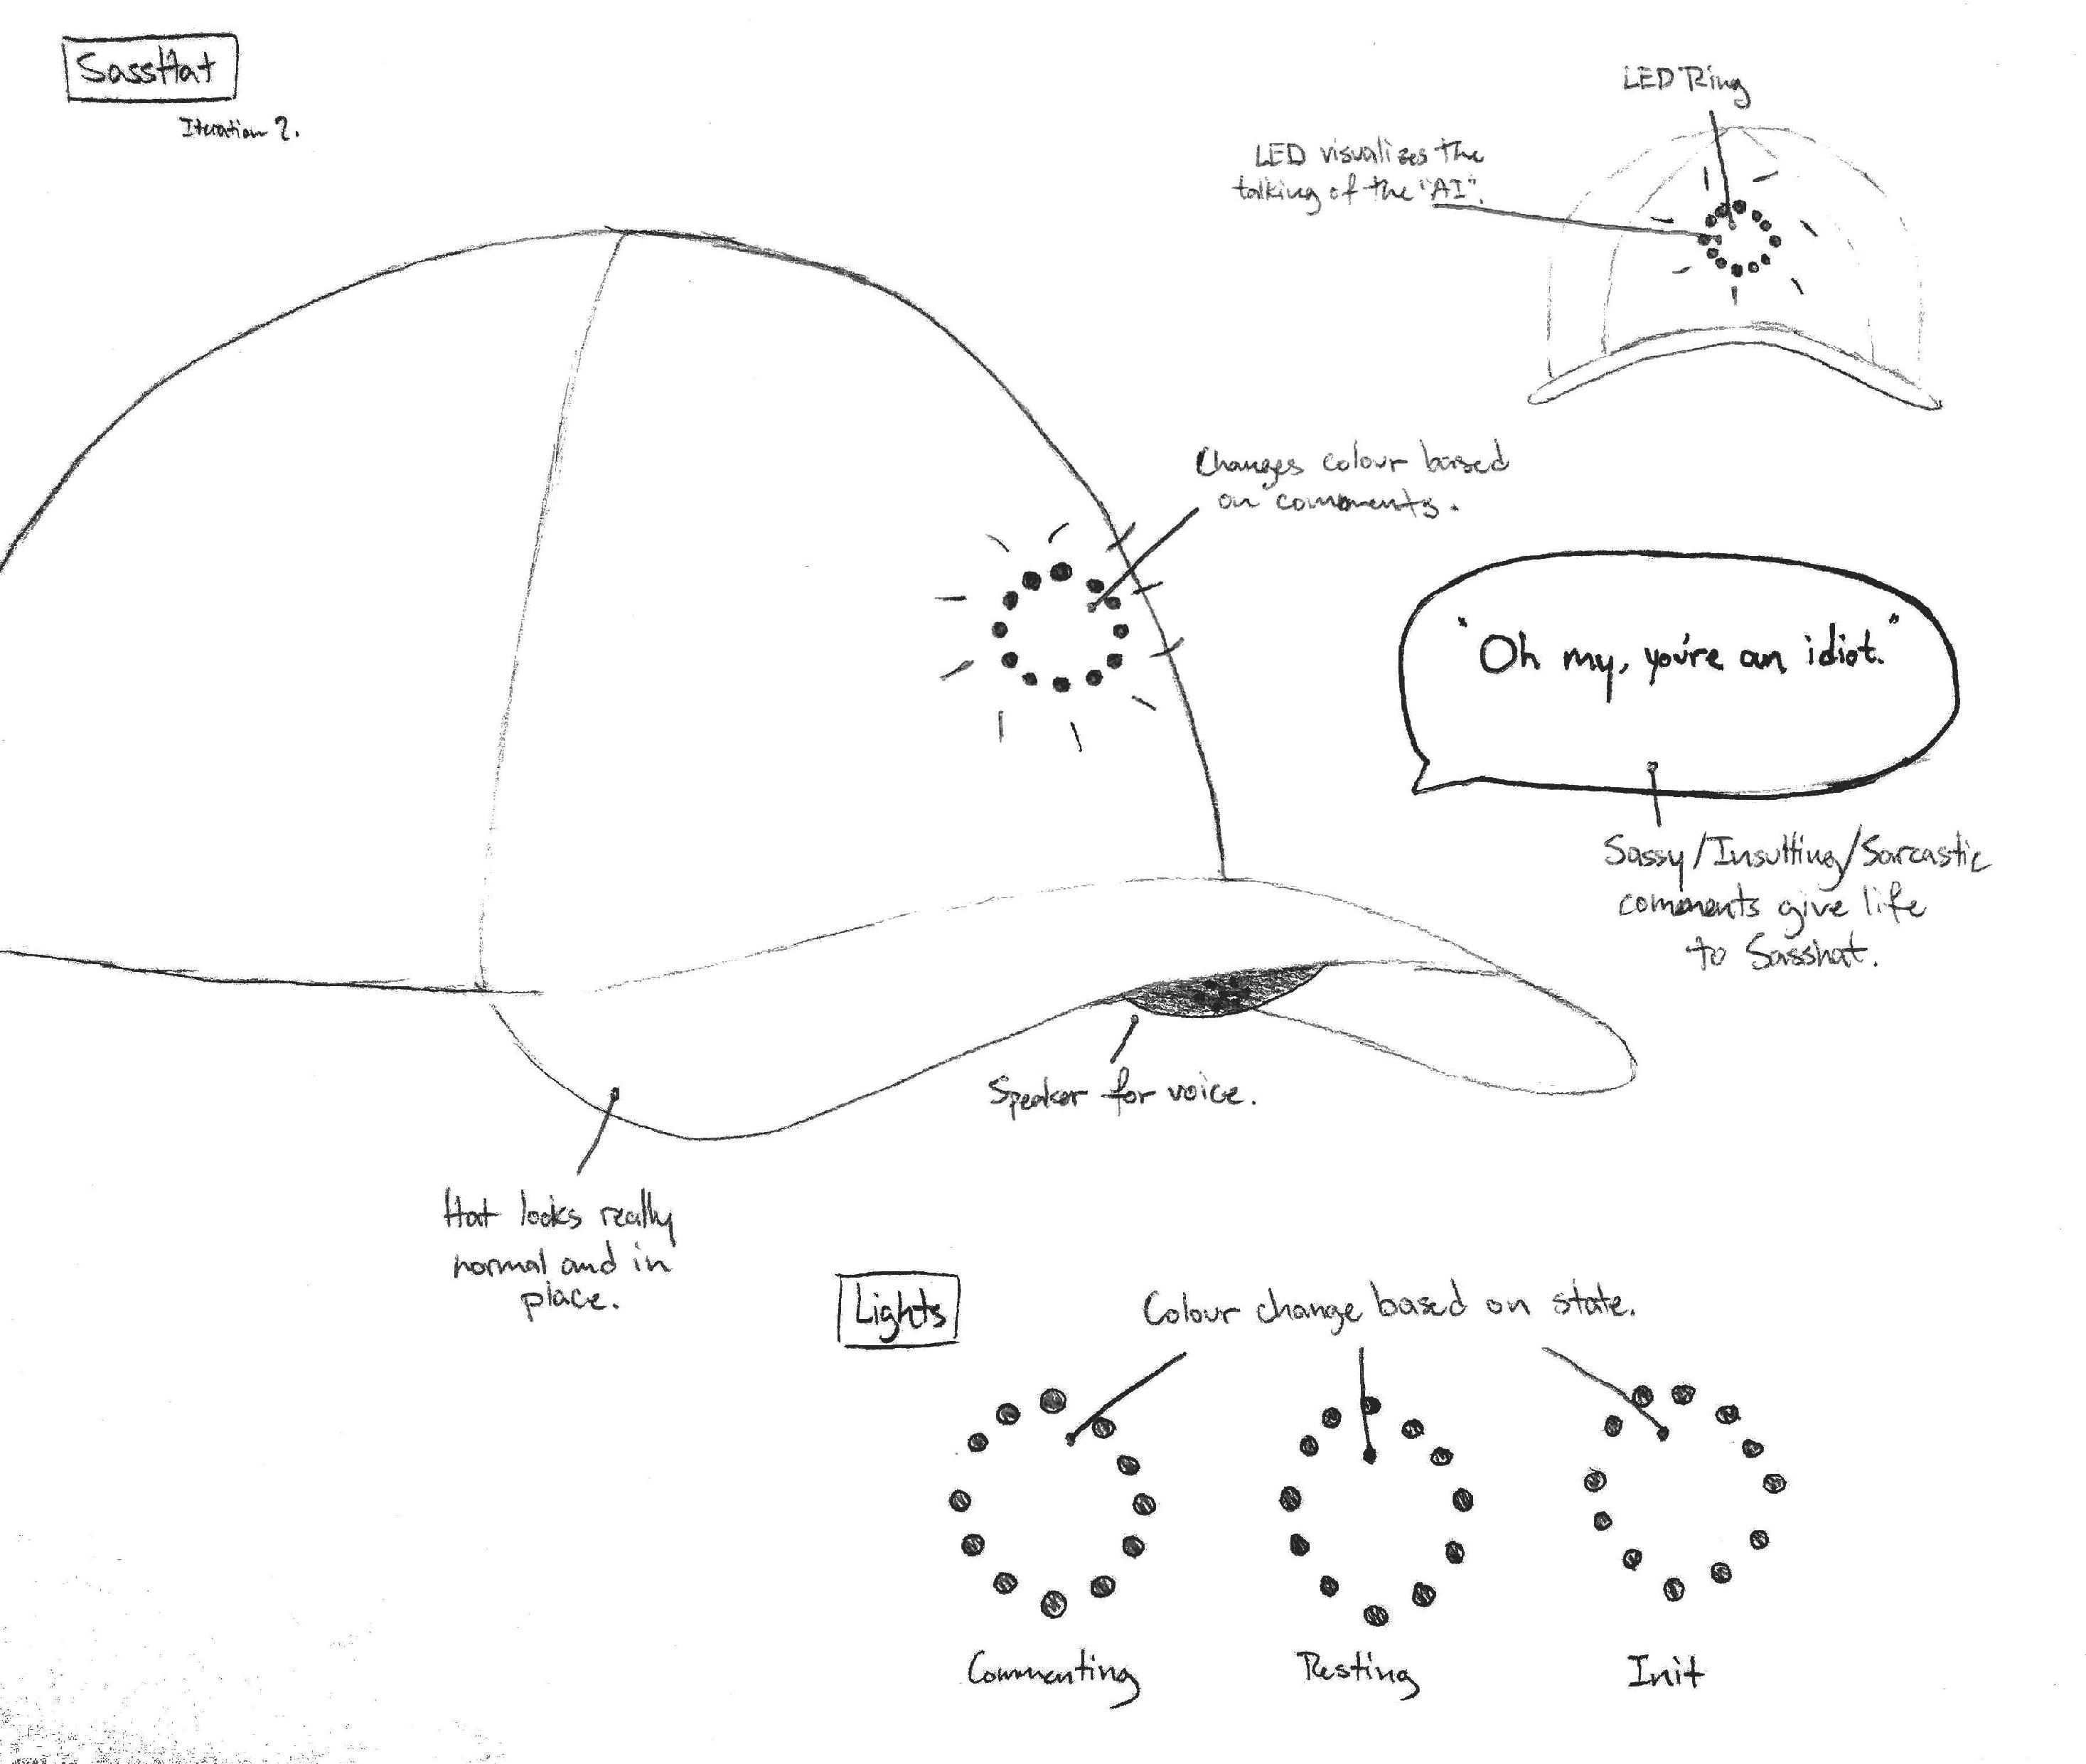 SassHat
Iteration 2.
LED Ring
LED visualizes the
talking of the "AI".
Changes colour based
on comments.
"Oh my, you're an idiot."
Sassy/Insulting/Sarcastic
comments give life
to Sasshat.
Speaker for voice.
Hat looks really
normal and in
place.
Lights
Colour change based on state.
Commenting
Resting
Init